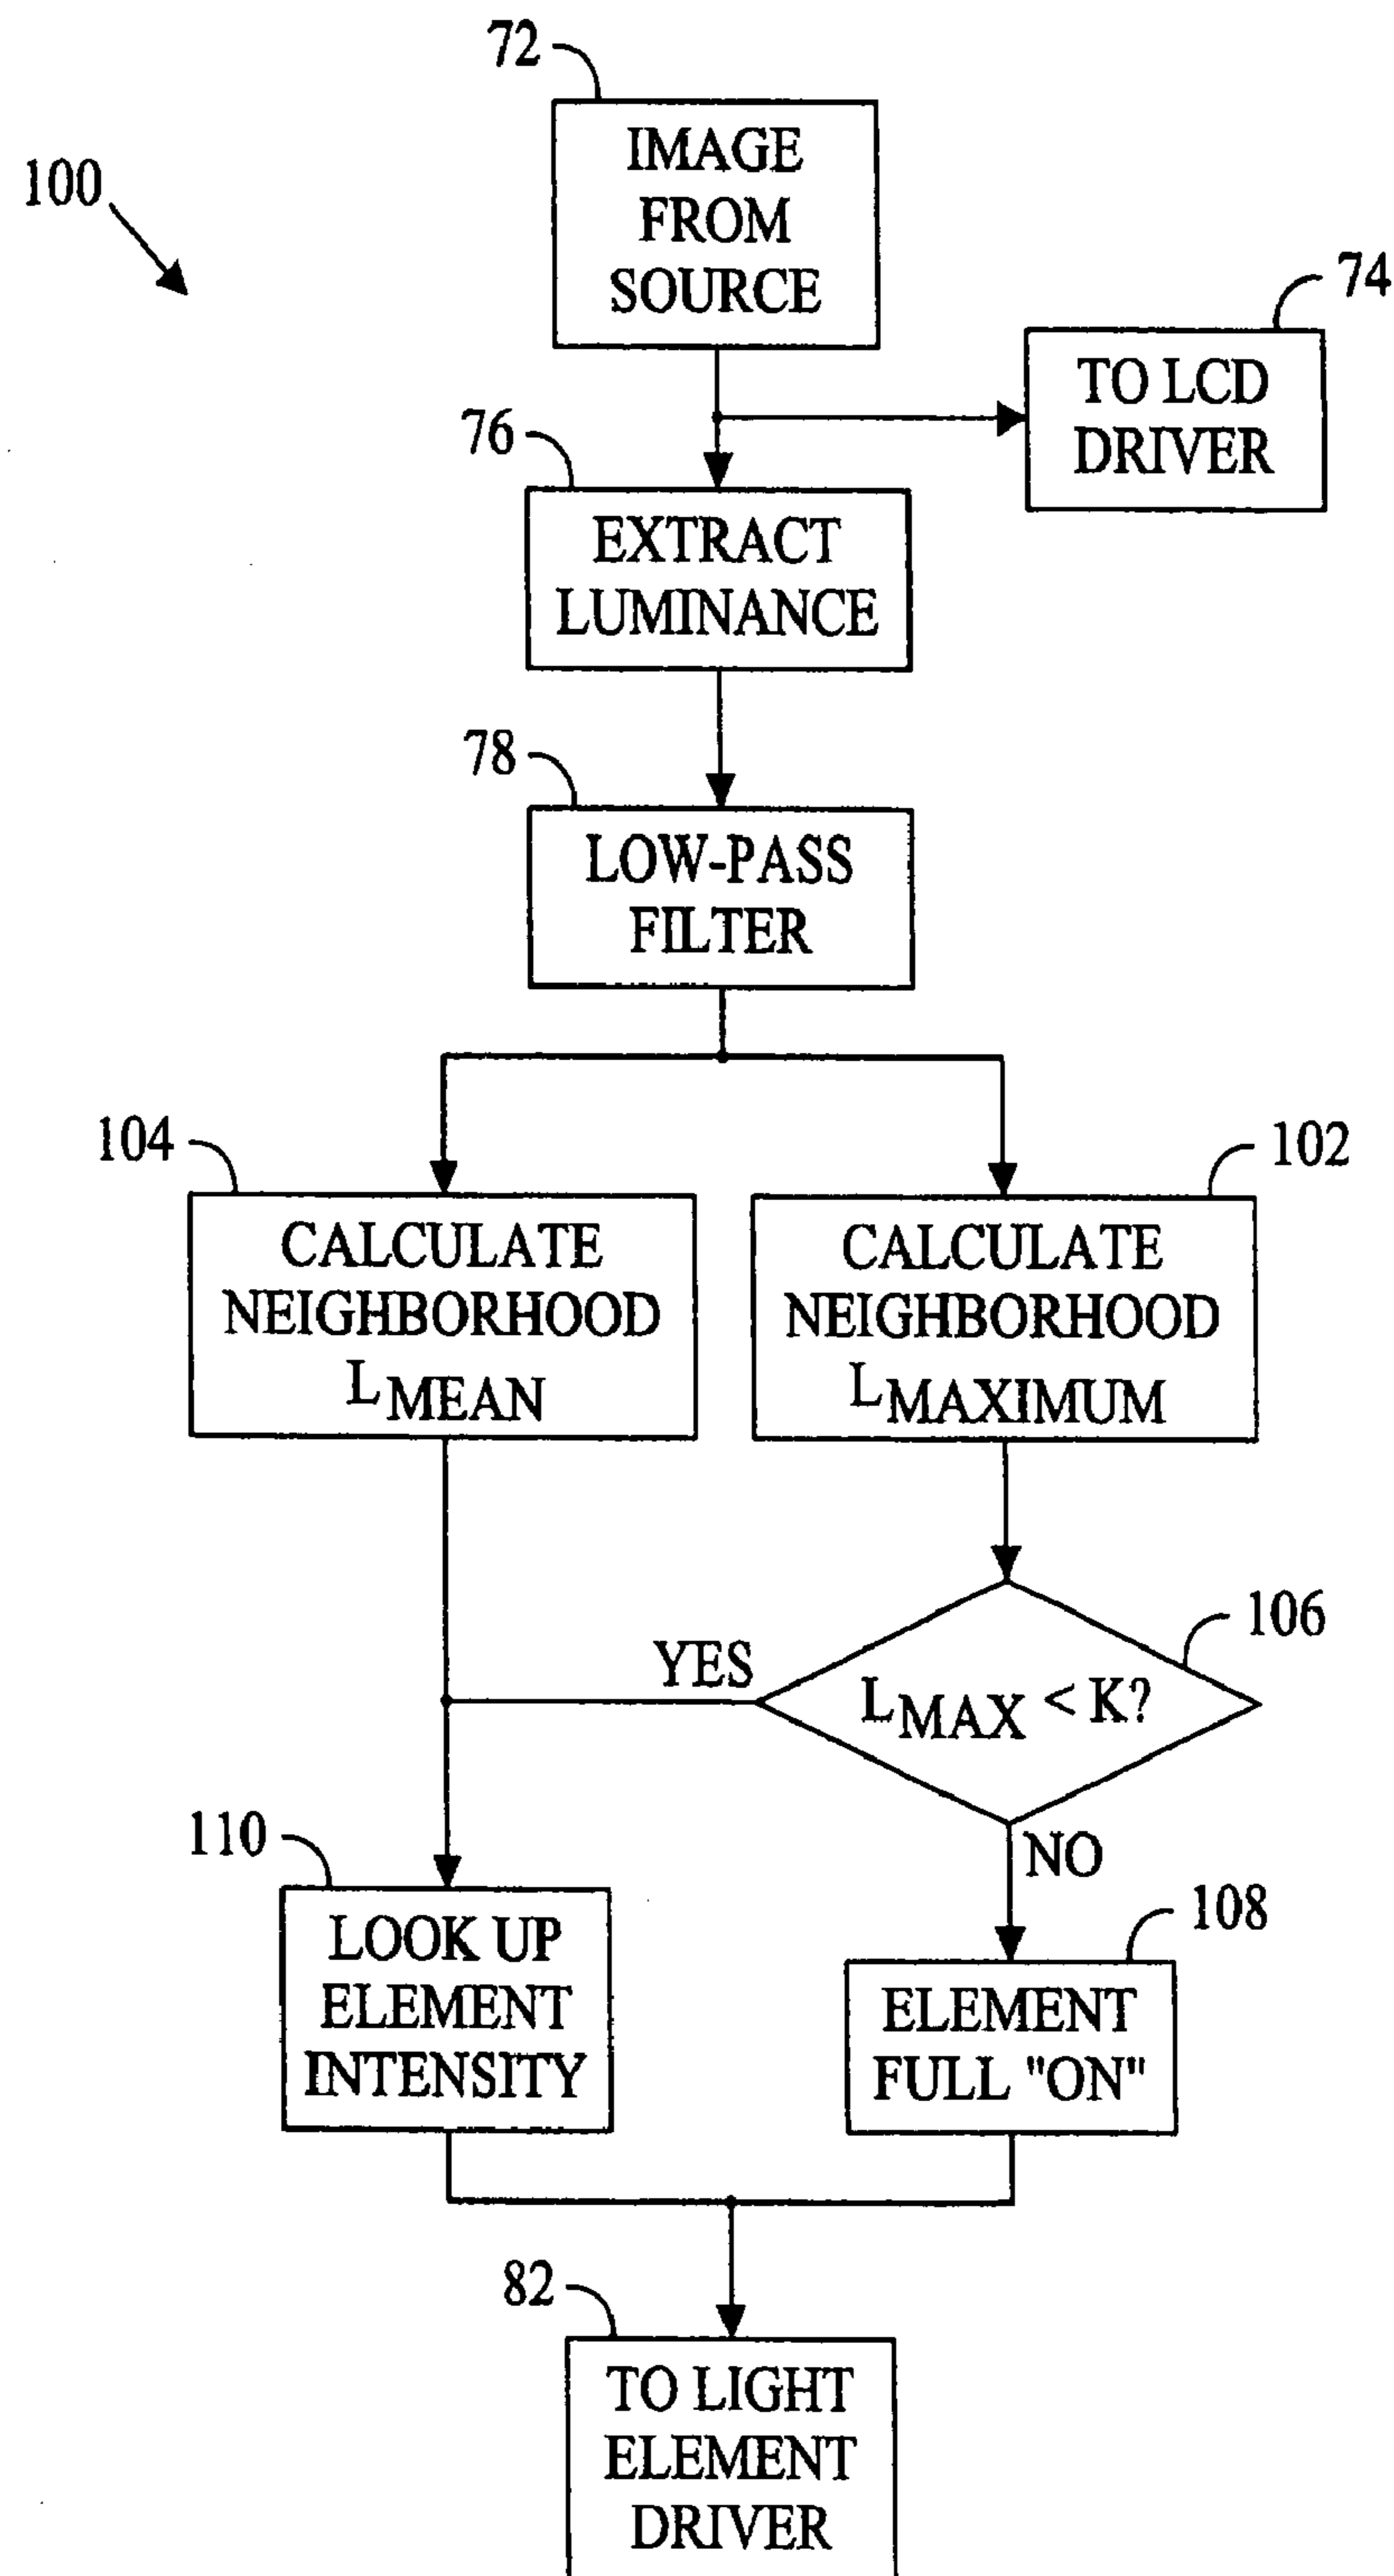 72
IMAGE
FROM
SOURCE
100
74
TO LCD
DRIVER
76
EXTRACT
LUMINANCE
78
LOW-PASS
FILTER
104
CALCULATE
NEIGHBORHOOD
LMEAN
102
CALCULATE
NEIGHBORHOOD
LMAXIMUM
106
YES
LMAX < K?
NO
110
LOOK UP
ELEMENT
INTENSITY
108
ELEMENT
FULL "ON"
82
TO LIGHT
ELEMENT
DRIVER